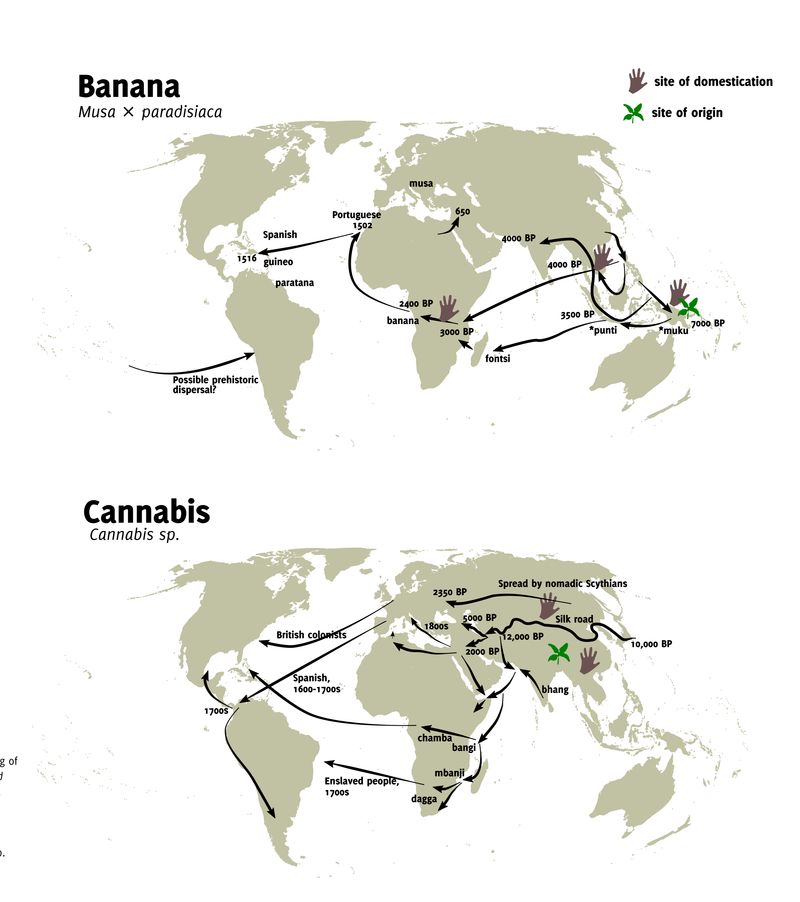 Banana
Musa × paradisiaca
site of domestication
site of origin
musa
650
Portuguese
1502
Spanish
4000 BP
1516
guineo
4000 BP
paratana
2400 BP
banana
3000 BP
3500 BP
*punti
*muku
7000 BP
fontsi
Possible prehistoric
dispersal?
Cannabis
Cannabis sp.
Spread by nomadic Scythians
2350 BP
5000 BP
Silk road
1800s
British colonists
12,000 BP
10,000 BP
2000 BP
Spanish,
1600-1700s
bhang
1700s
chamba
bangi
mbanji
Enslaved people,
1700s
dagga
g of
d
o.